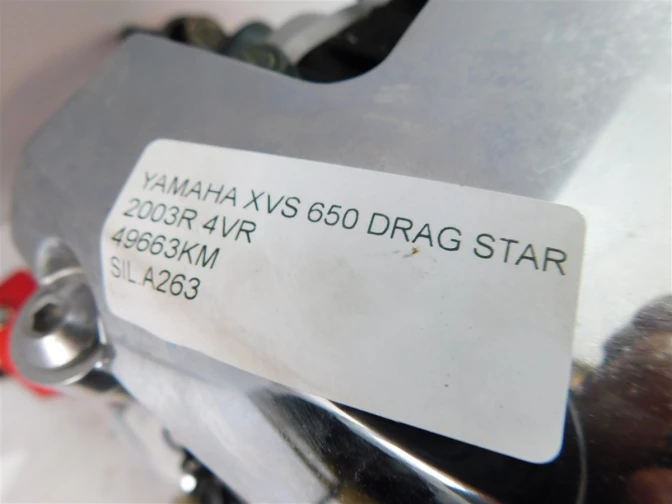 YAMAHA XVS 650 DRAG STAR
2003R 4VR
49663KM
SIL.A263